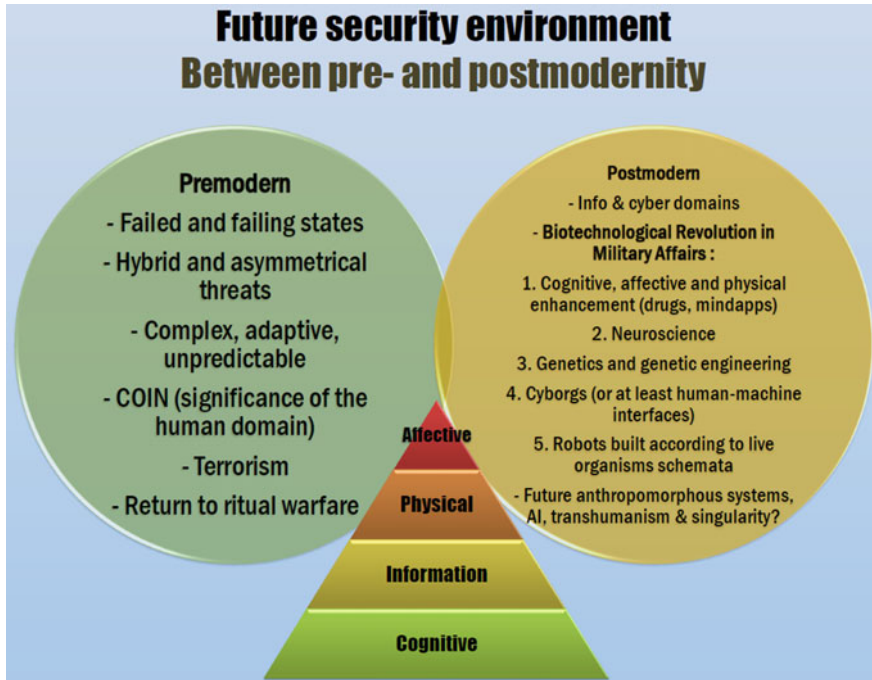 Future security environment
Between pre- and postmodernity
Premodern
- Failed and failing states
- Hybrid and asymmetrical
threats
- Complex, adaptive,
unpredictable
- COIN (significance of the
human domain)
- Terrorism
- Return to ritual warfare
Postmodern
- Info & cyber domains
- Biotechnological Revolution in
Military Affairs :
1. Cognitive, affective and physical
enhancement (drugs, mindapps)
2. Neuroscience
3. Genetics and genetic engineering
4. Cyborgs (or at least human-machine
interfaces)
5. Robots built according to live
organisms schemata
- Future anthropomorphous systems,
AI, transhumanism & singularity?
Affective
Physical
Information
Cognitive